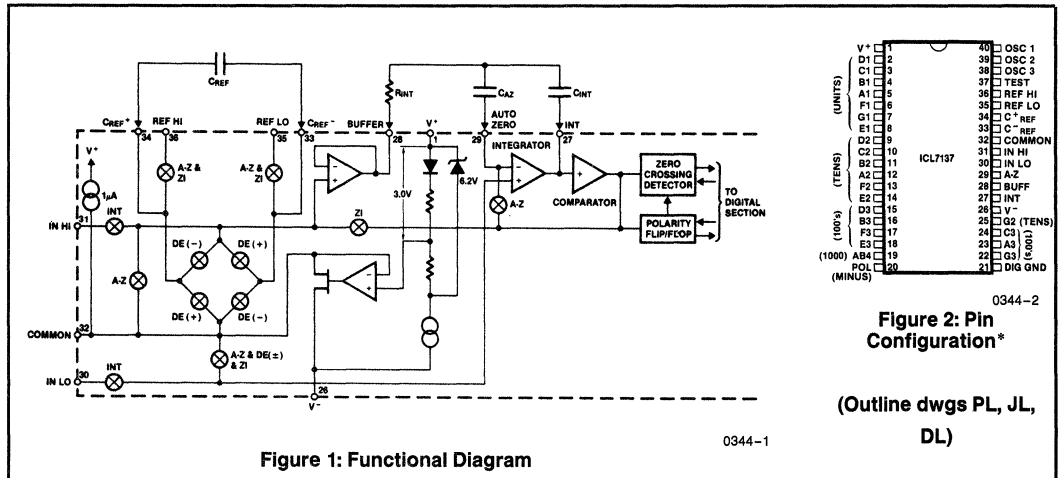 CREF
RINT
CAZ
CINT
CREF+ REF HI
34 36
REF LO CREF-
35 33
BUFFER
28
V+
1
AUTO
ZERO
29
INT
27
V+
1µA
A-Z &
ZI
A-Z &
ZI
3.0V
6.2V
INTEGRATOR
COMPARATOR
ZERO
CROSSING
DETECTOR
POLARITY
FLIP/FLOP
TO
DIGITAL
SECTION
A-Z
31
IN HI
INT
ZI
A-Z
DE(-) DE(+)
DE(+) DE(-)
COMMON 32
A-Z & DE(±)
& ZI
INT
30
IN LO
26
V-
0344-1
Figure 1: Functional Diagram
V+ 1
D1 2
C1 3
B1 4
A1 5
F1 6
G1 7
E1 8
(UNITS)
D2 9
C2 10
B2 11
A2 12
F2 13
E2 14
(TENS)
D3 15
B3 16
F3 17
E3 18
(100's)
(1000) AB4 19
POL 20
(MINUS)
ICL7137
40 OSC 1
39 OSC 2
38 OSC 3
37 TEST
36 REF HI
35 REF LO
34 C+REF
33 C-REF
32 COMMON
31 IN HI
30 IN LO
29 A-Z
28 BUFF
27 INT
26 V-
25 G2 (TENS)
24 C3
23 A3
22 G3
(100's)
21 DIG GND
0344-2
Figure 2: Pin
Configuration*
(Outline dwgs PL, JL,
DL)